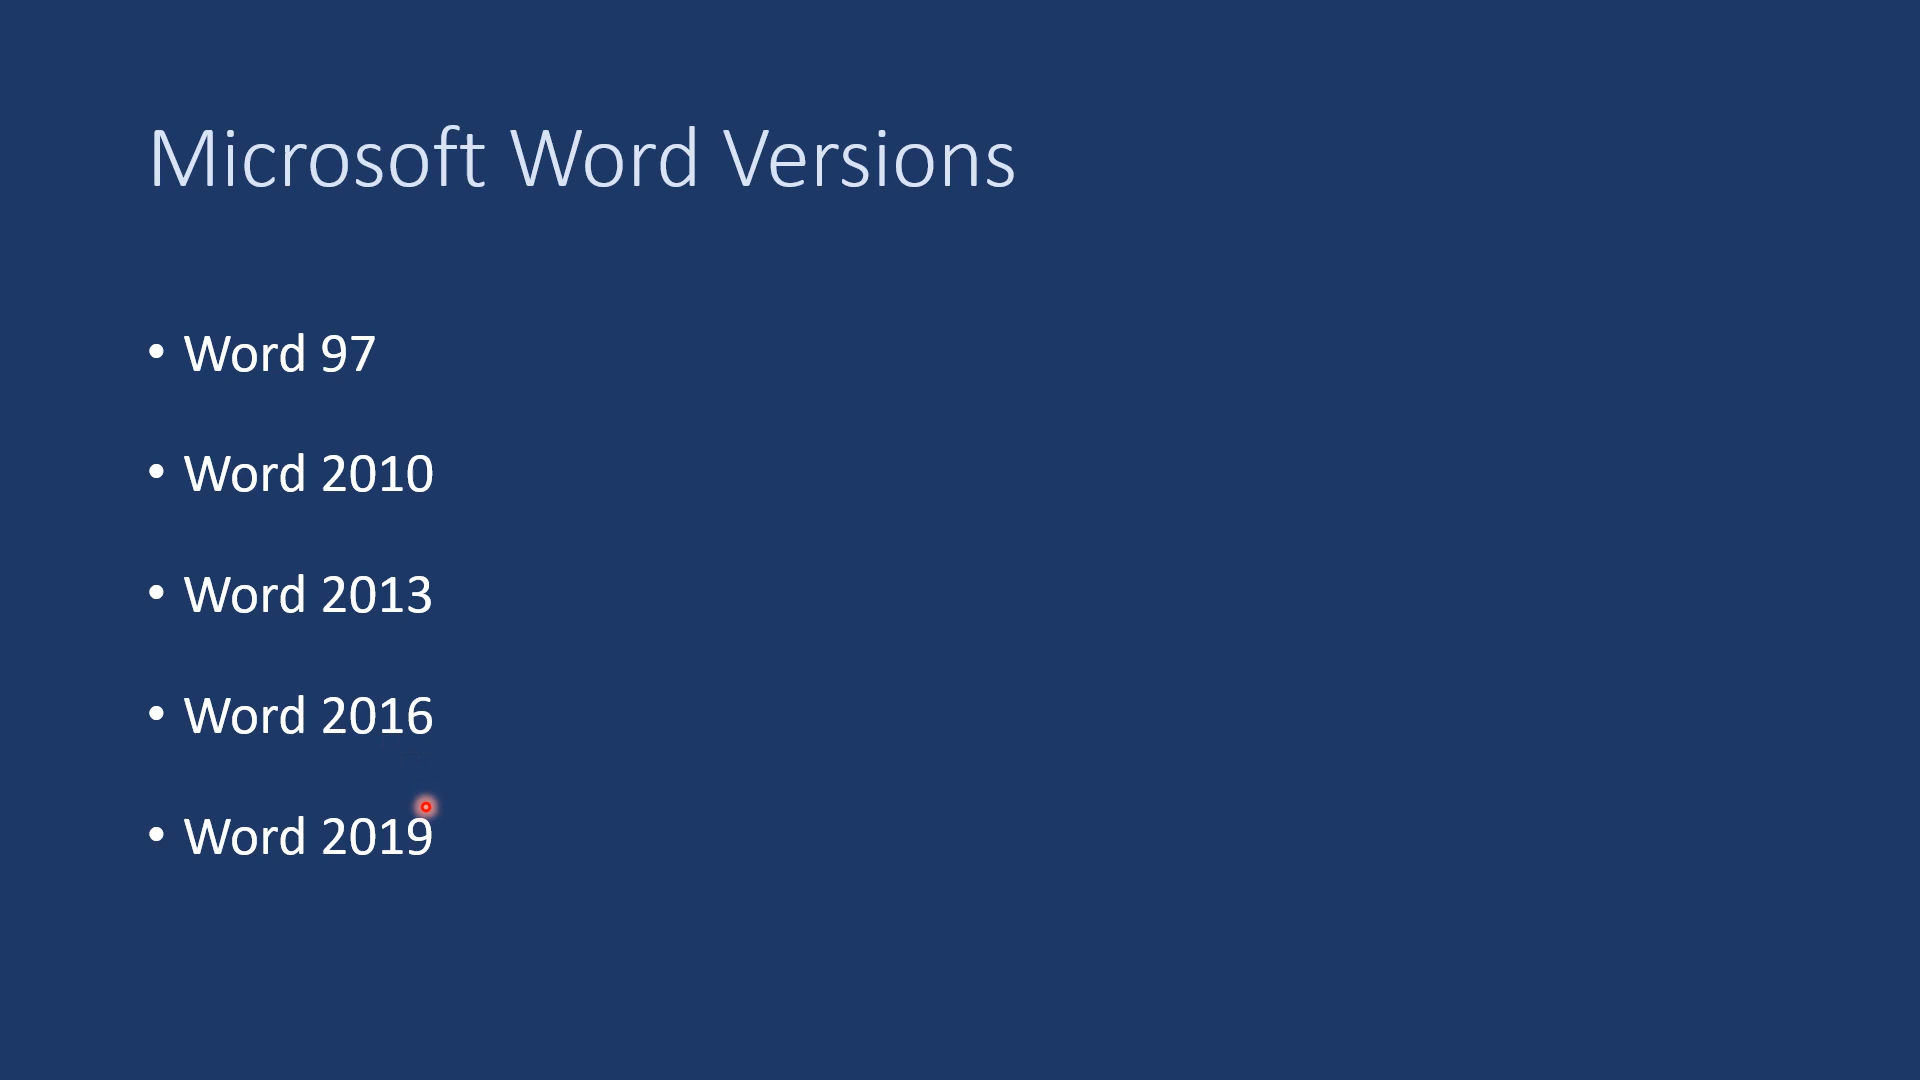 Microsoft Word Versions
• Word 97
• Word 2010
• Word 2013
• Word 2016
• Word 2019